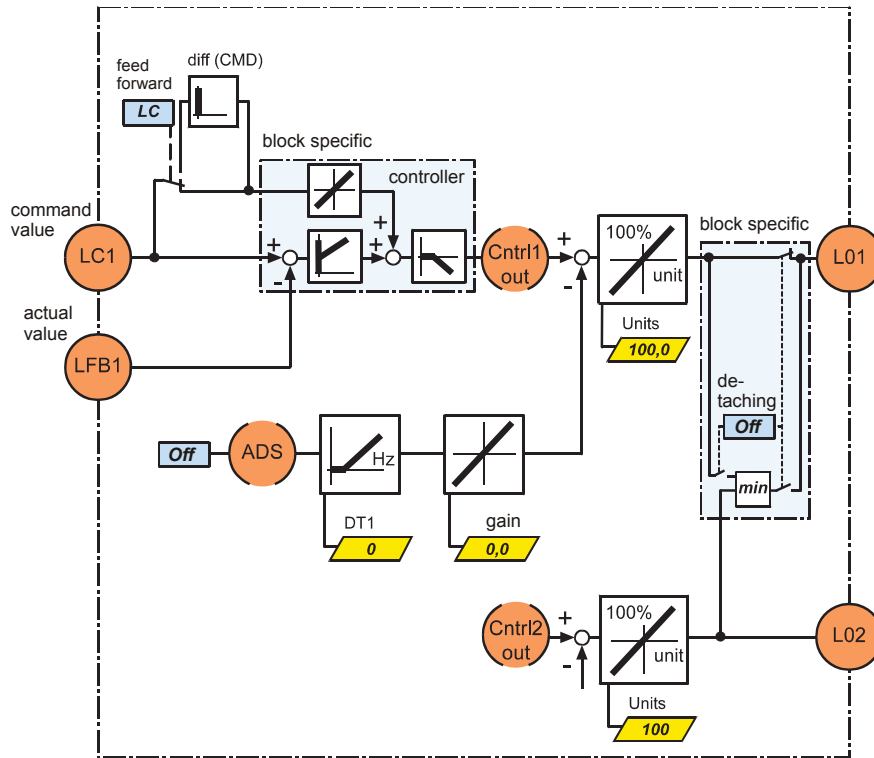 diff (CMD)
feed
forward
LC
block specific
controller
command
value
+
+
+
-
LC1
Cntrl1
out
+
-
100%
unit
block specific
L01
actual
value
LFB1
Units
100,0
de-
taching
Off
Off
ADS
Hz
min
DT1
0
gain
0,0
Cntrl2
out
+
-
100%
unit
L02
Units
100